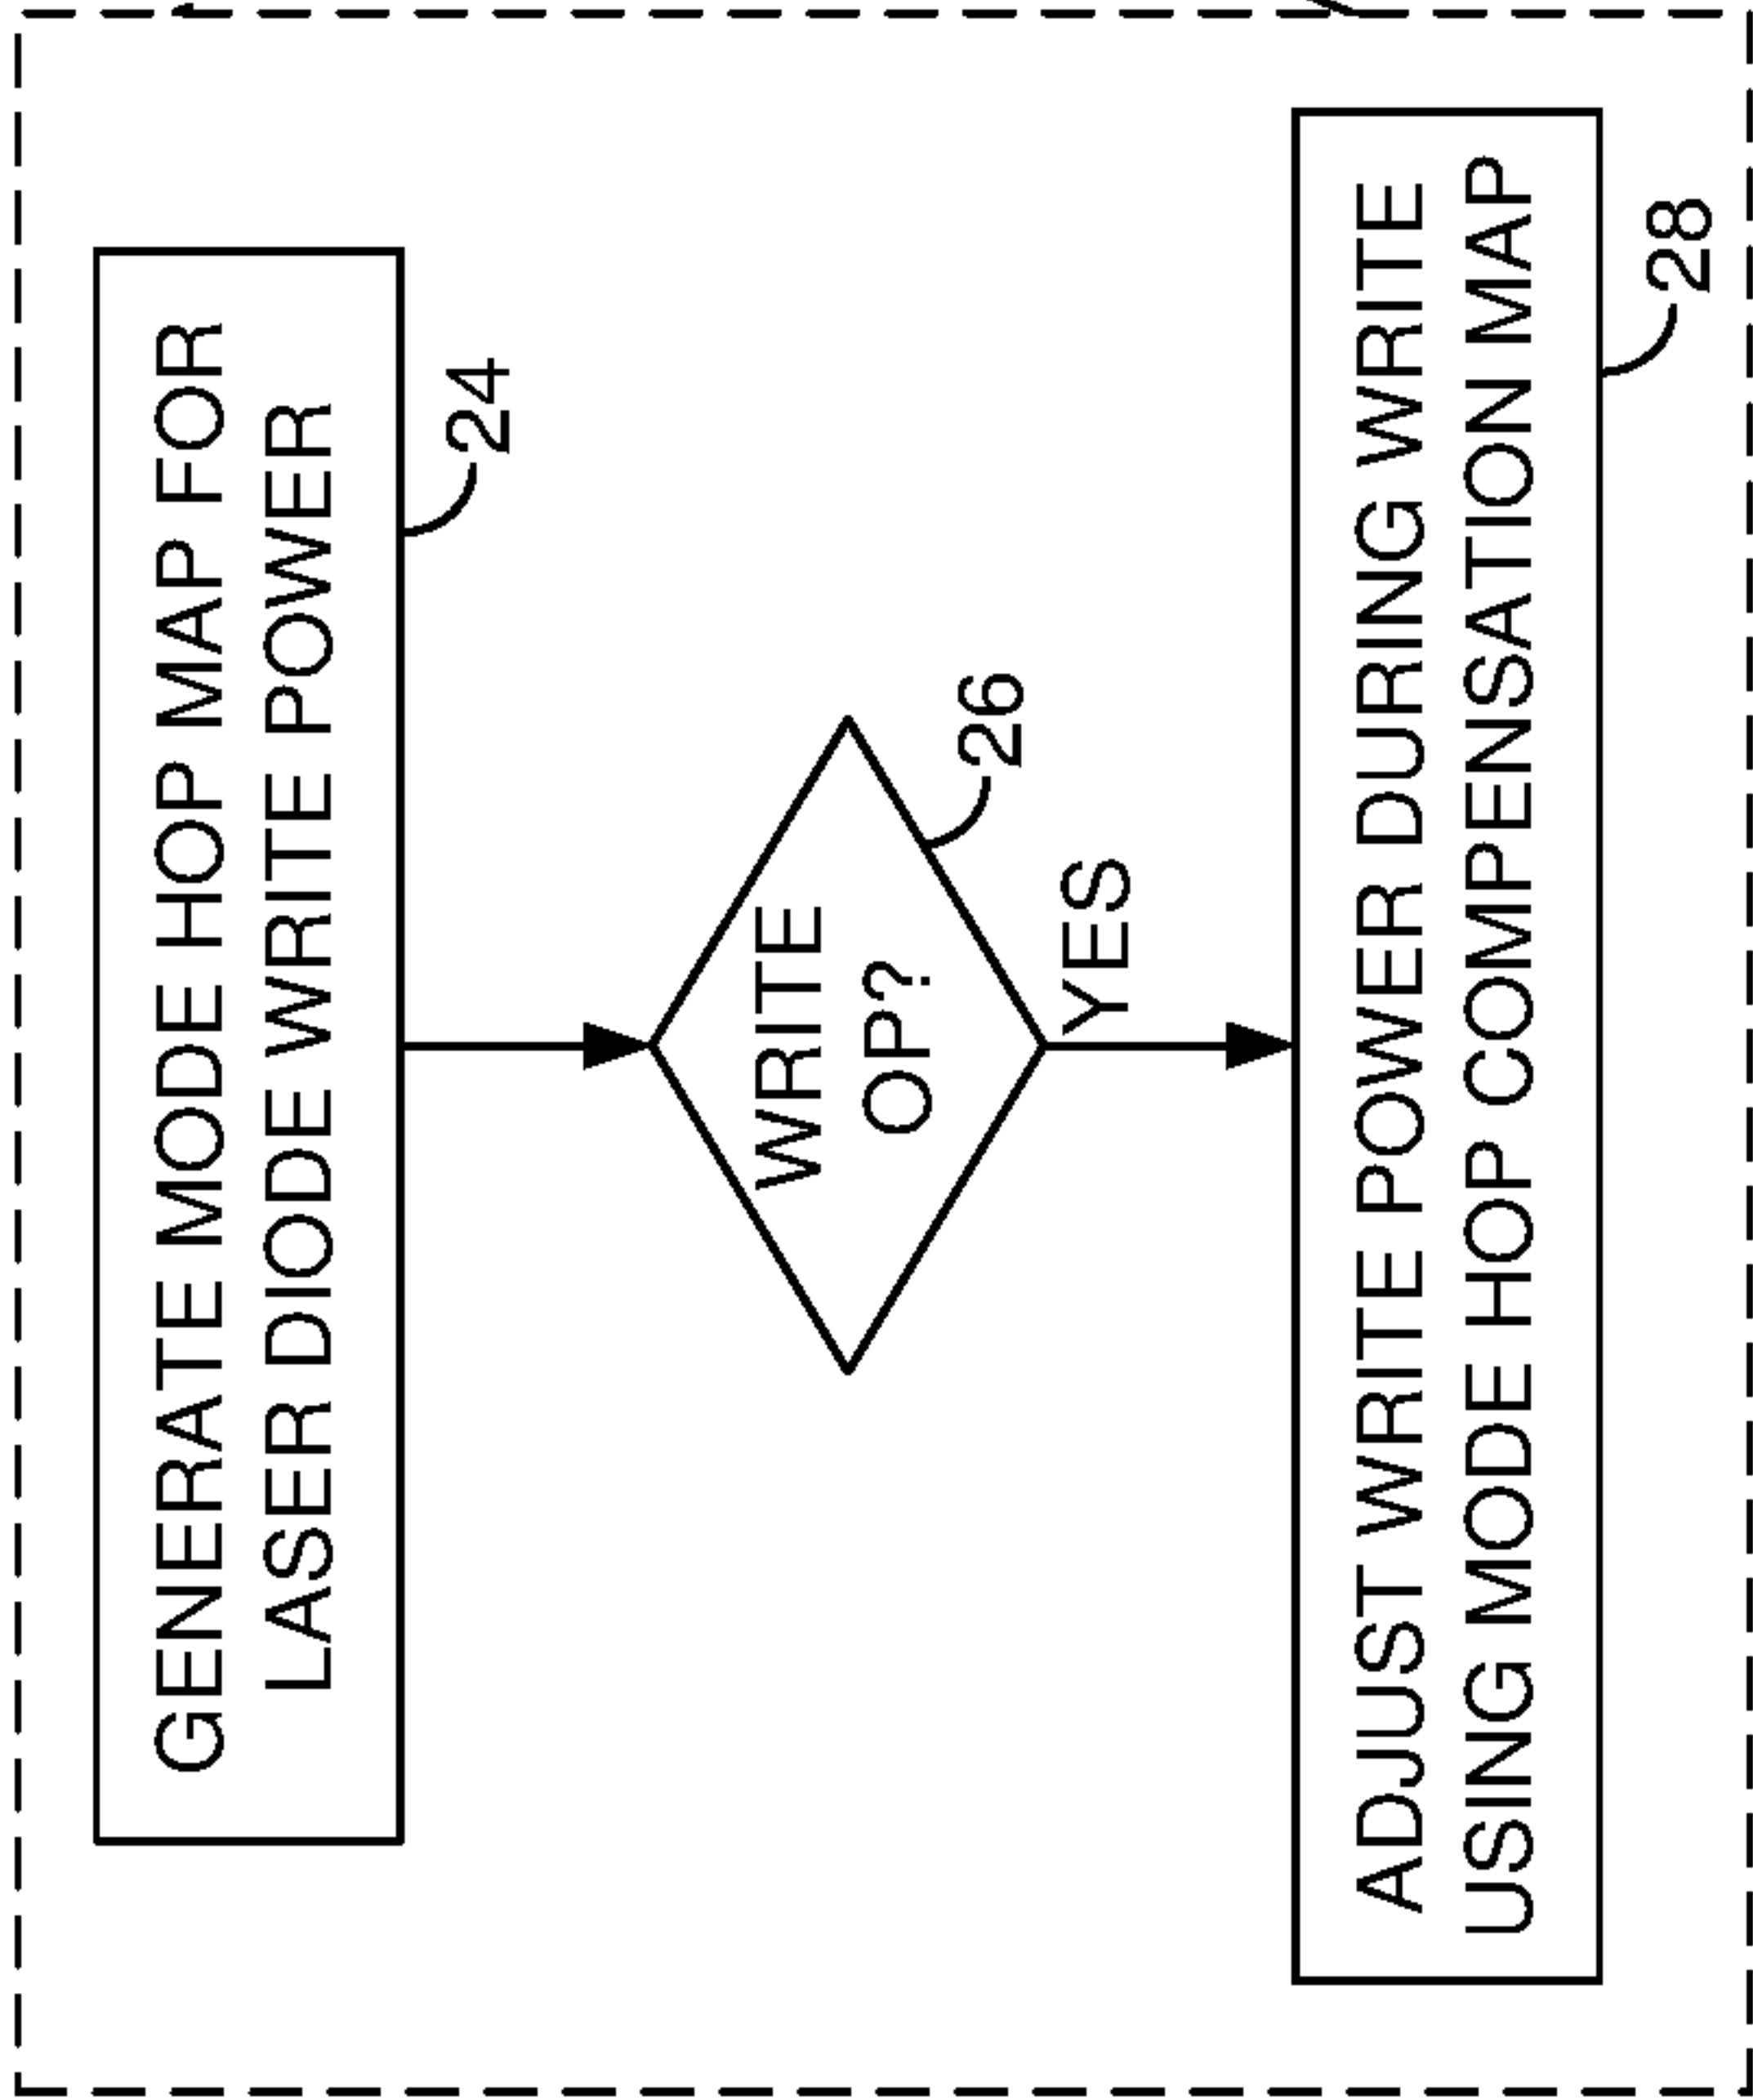 GENERATE MODE HOP MAP FOR
LASER DIODE WRITE POWER
24
WRITE
OP?
26
YES
ADJUST WRITE POWER DURING WRITE
USING MODE HOP COMPENSATION MAP
28